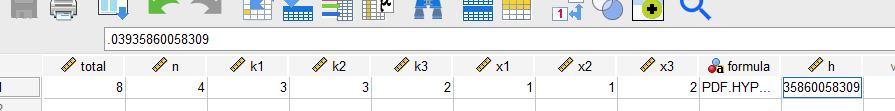 1
.03935860058309
total n k1 k2 k3 x1 x2 x3 formula h
1 8 4 3 3 2 1 1 2 PDF.HYP... 35860058309